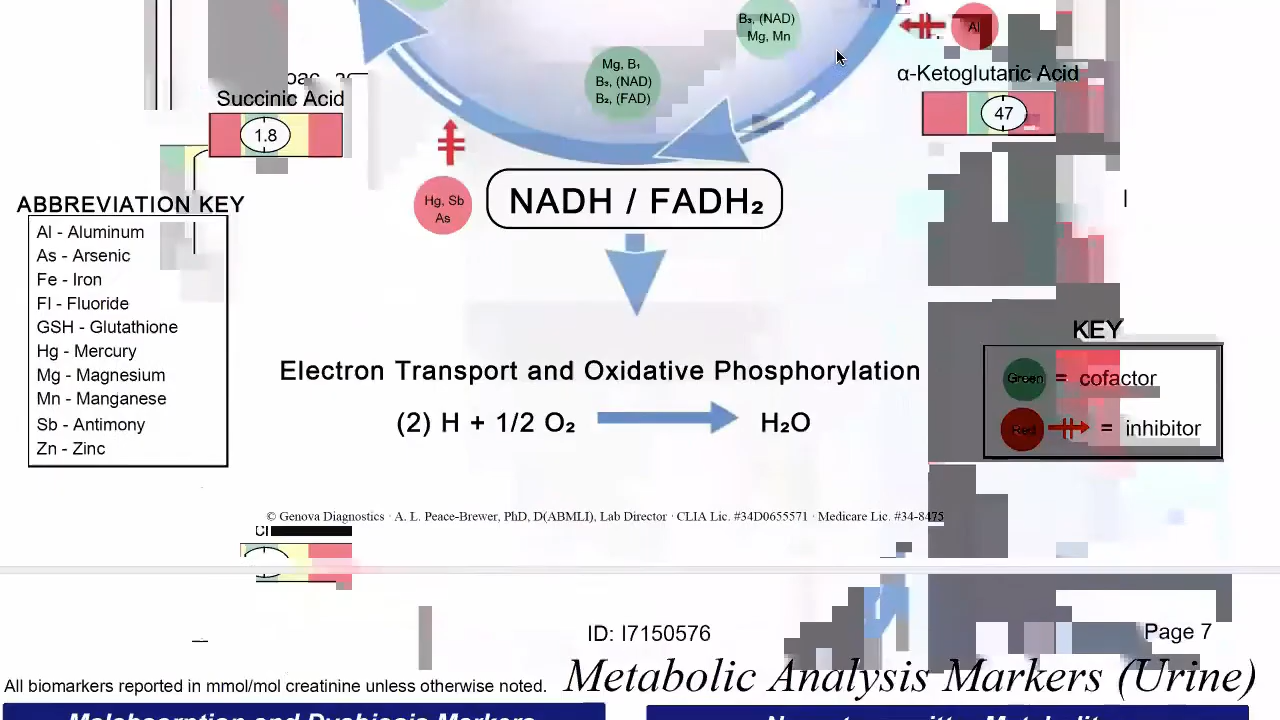 B₃, (NAD)
Mg, Mn
Al
Mg, B₁
B₃, (NAD)
B₂, (FAD)
α-Ketoglutaric Acid
47
Succinic Acid
1.8
Hg, Sb
As
NADH / FADH₂
ABBREVIATION KEY
Al - Aluminum
As - Arsenic
Fe - Iron
Fl - Fluoride
GSH - Glutathione
Hg - Mercury
Mg - Magnesium
Mn - Manganese
Sb - Antimony
Zn - Zinc
Electron Transport and Oxidative Phosphorylation
(2) H + 1/2 O₂ H₂O
KEY
Green = cofactor
Red = inhibitor
© Genova Diagnostics · A. L. Peace-Brewer, PhD, D(ABMLI), Lab Director · CLIA Lic. #34D0655571 · Medicare Lic. #34-8475
ID: I7150576
Page 7
Metabolic Analysis Markers (Urine)
All biomarkers reported in mmol/mol creatinine unless otherwise noted.
Malabsorption and Dysbiosis Markers